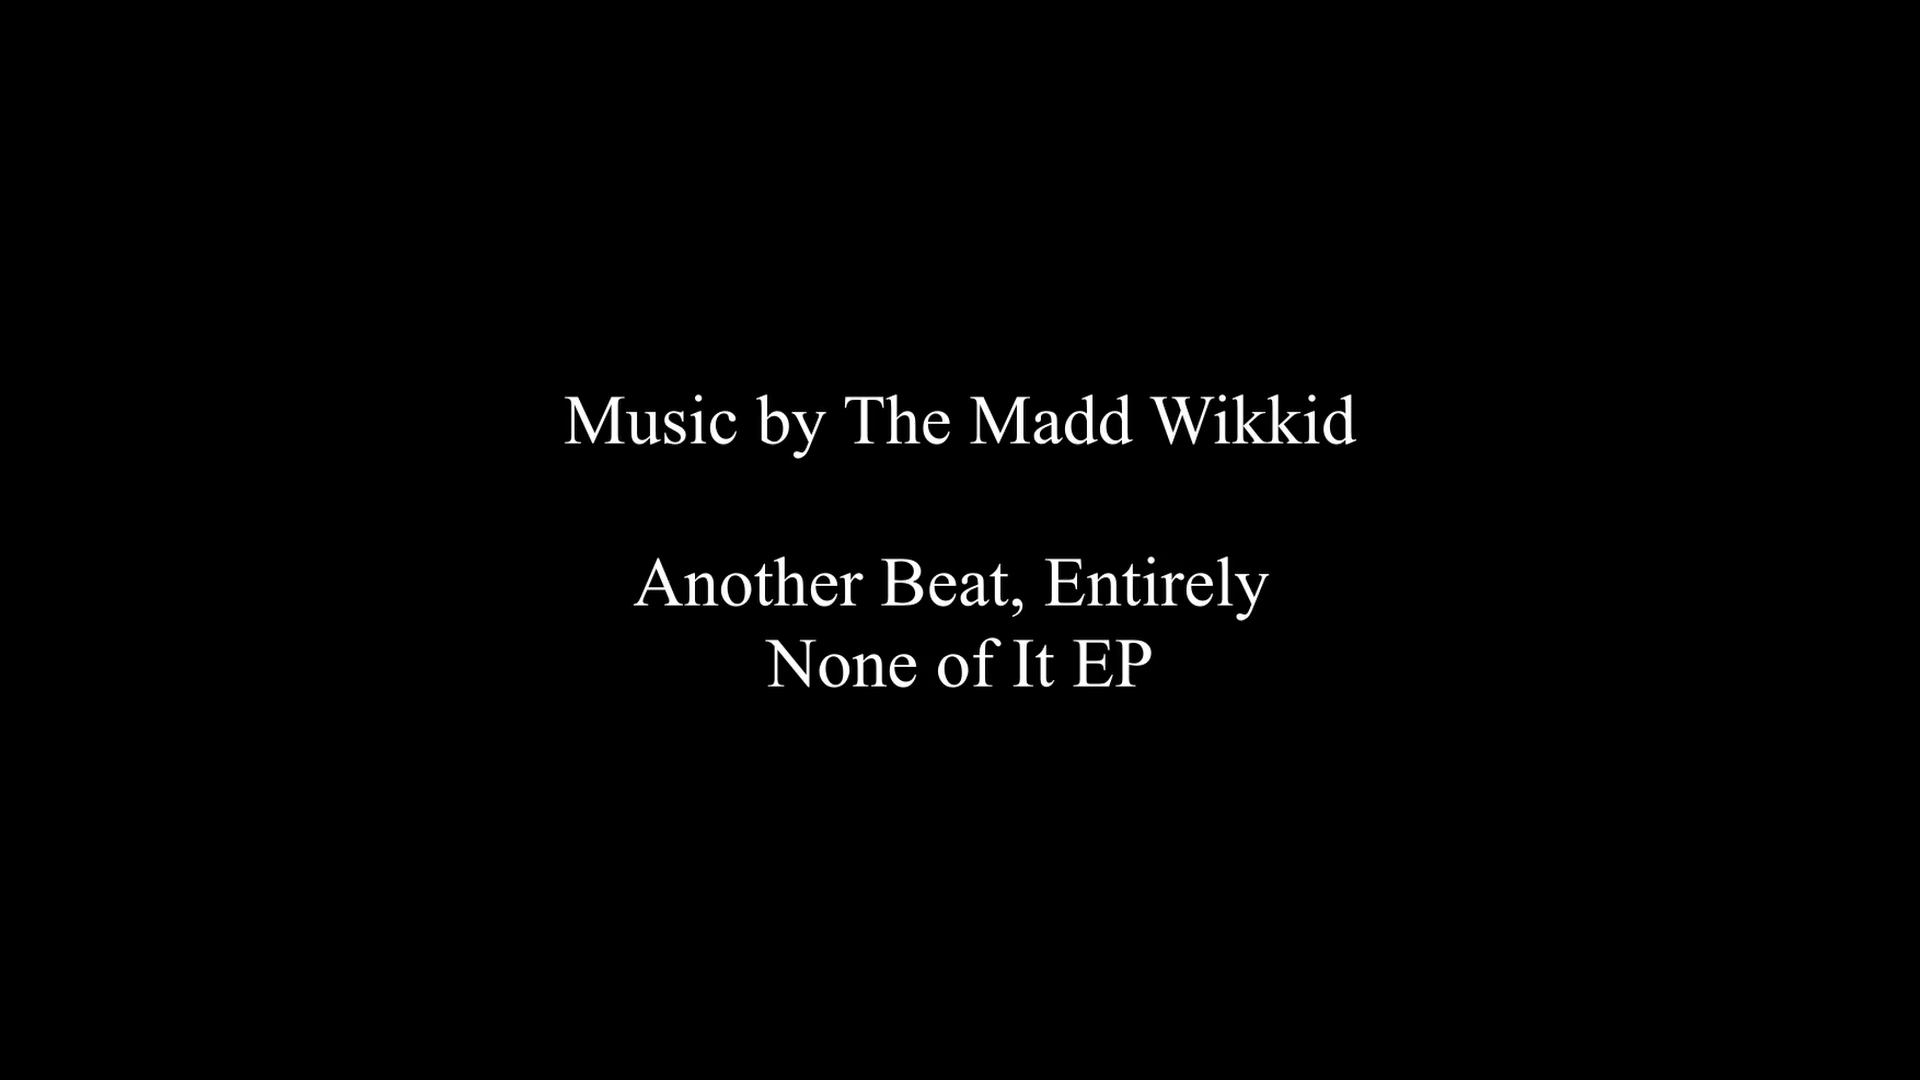 Music by The Madd Wikkid
Another Beat, Entirely
None of It EP